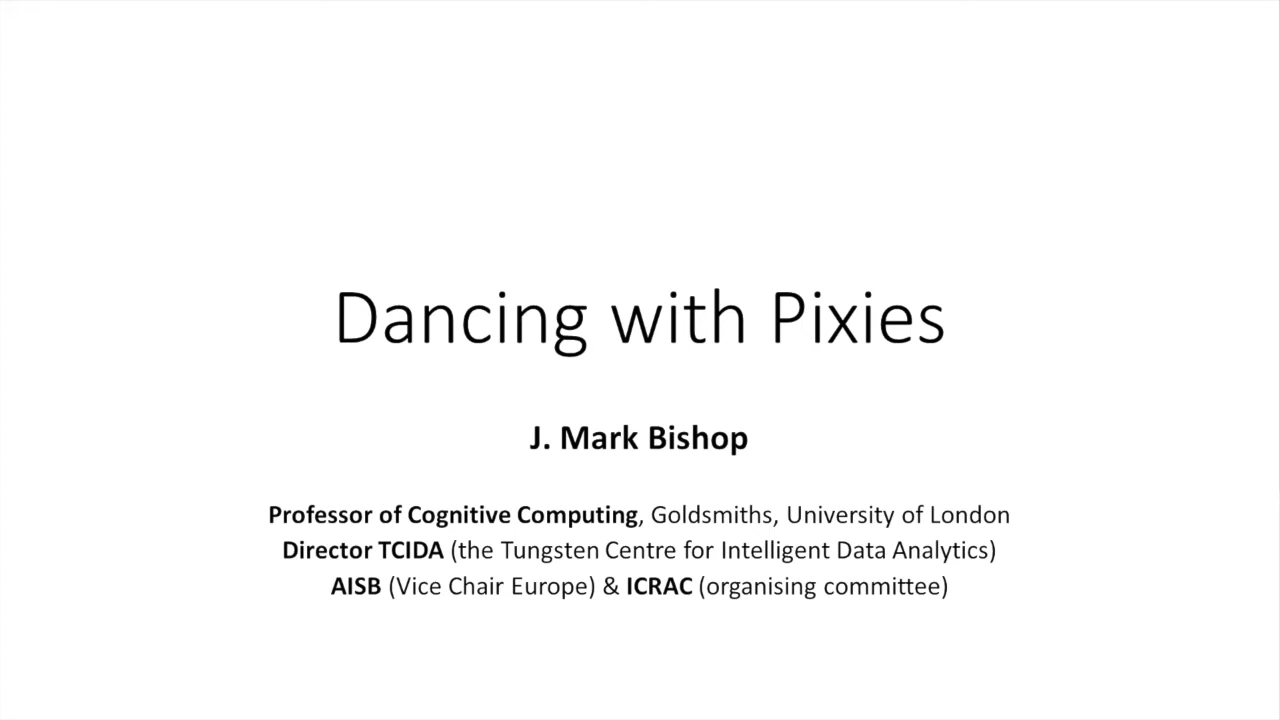 Dancing with Pixies
J. Mark Bishop
Professor of Cognitive Computing, Goldsmiths, University of London
Director TCIDA (the Tungsten Centre for Intelligent Data Analytics)
AISB (Vice Chair Europe) & ICRAC (organising committee)